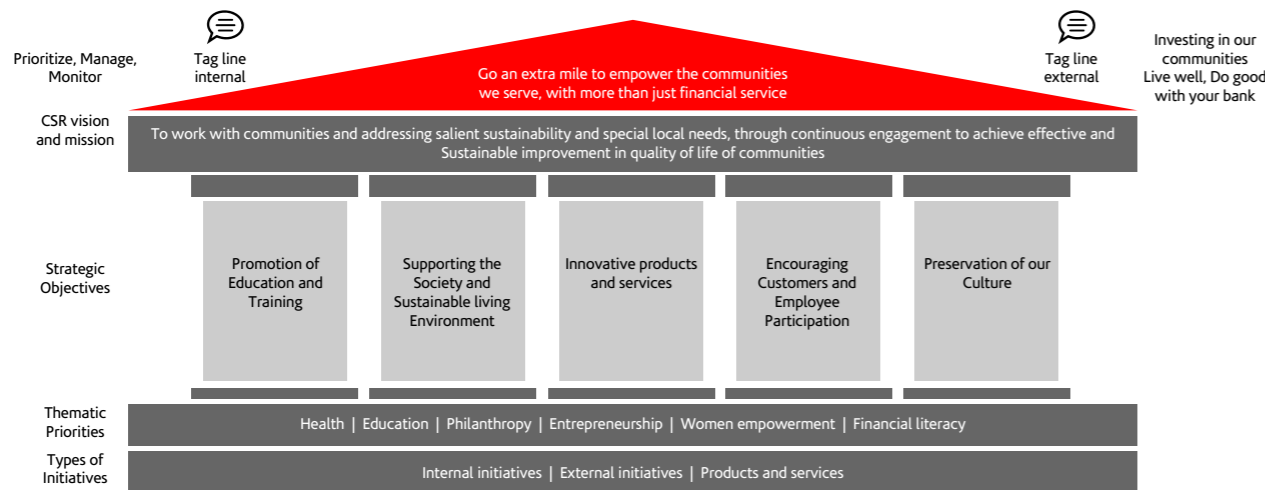 Prioritize, Manage,
Monitor
Tag line
internal
Go an extra mile to empower the communities
we serve, with more than just financial service
Tag line
external
Investing in our
communities
Live well, Do good
with your bank
CSR vision
and mission
To work with communities and addressing salient sustainability and special local needs, through continuous engagement to achieve effective and
Sustainable improvement in quality of life of communities
Strategic
Objectives
Promotion of
Education and
Training
Supporting the
Society and
Sustainable living
Environment
Innovative products
and services
Encouraging
Customers and
Employee
Participation
Preservation of our
Culture
Thematic
Priorities
Health | Education | Philanthropy | Entrepreneurship | Women empowerment | Financial literacy
Types of
Initiatives
Internal initiatives | External initiatives | Products and services